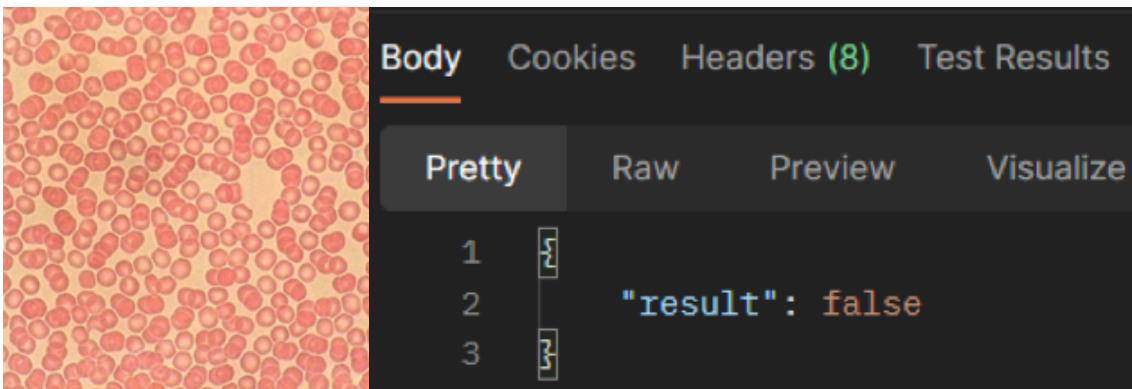 Body Cookies Headers (8) Test Results
Pretty Raw Preview Visualize
1 {
2 "result": false
3 }